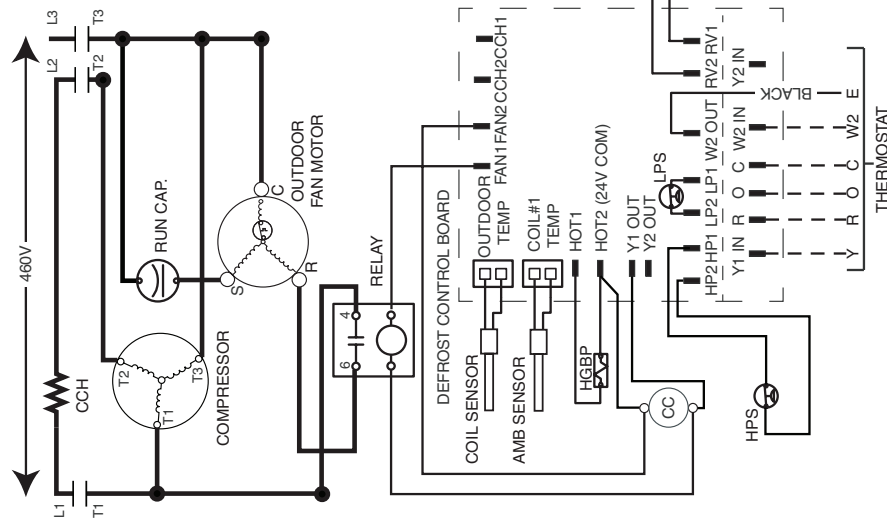 460V
L1
T1
CCH
L2
T2
L3
T3
COMPRESSOR
T1
T2
T3
RUN CAP.
S
R
C
OUTDOOR
FAN MOTOR
RELAY
6
4
DEFROST CONTROL BOARD
COIL SENSOR
AMB SENSOR
HGBP
CC
HPS
LPS
FAN1
FAN2
CCH2
CCH1
OUTDOOR
TEMP
COIL#1
TEMP
HOT1
HOT2 (24V COM)
Y1 OUT
Y2 OUT
HP2
HP1
LP2
LP1
W2 OUT
RV2
RV1
Y1 IN
R
O
C
W2 IN
Y2 IN
BLACK
Y
R
O
C
W2
E
THERMOSTAT